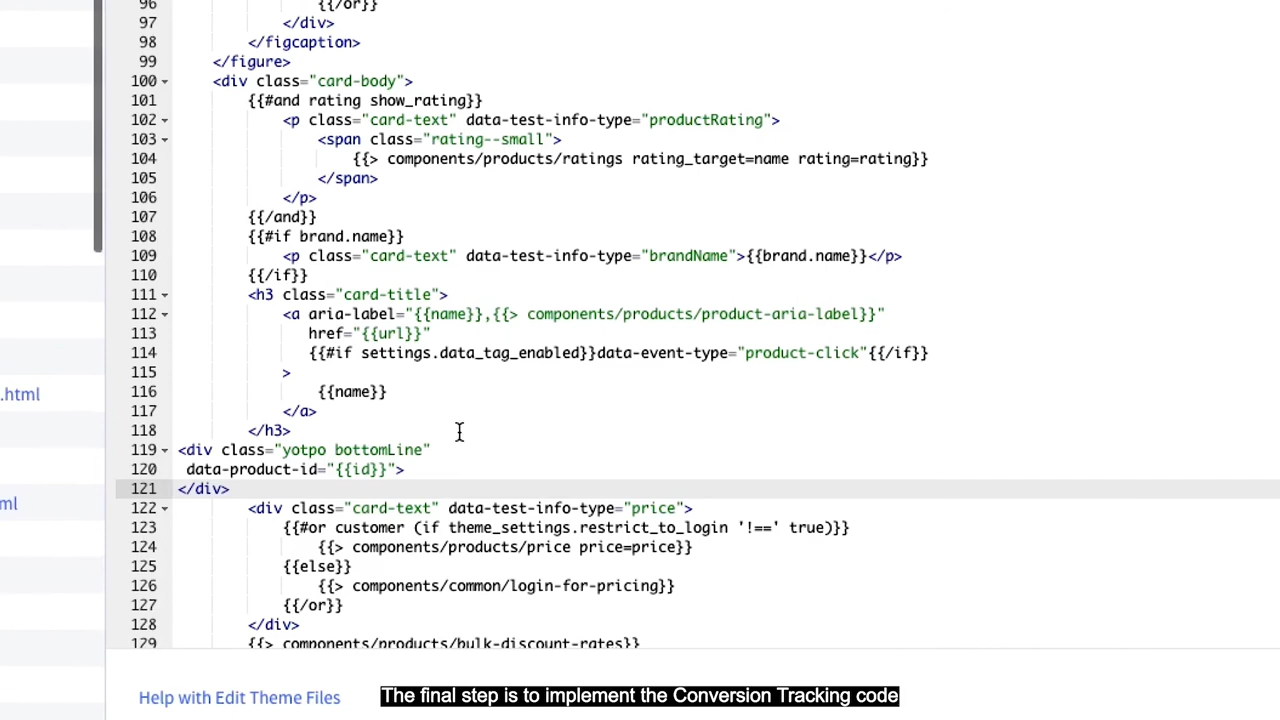 96 {{/or}}
97 </div>
98 </figcaption>
99 </figure>
100 <div class="card-body">
101 {{#and rating show_rating}}
102 <p class="card-text" data-test-info-type="productRating">
103 <span class="rating--small">
104 {{> components/products/ratings rating_target=name rating=rating}}
105 </span>
106 </p>
107 {{/and}}
108 {{#if brand.name}}
109 <p class="card-text" data-test-info-type="brandName">{{brand.name}}</p>
110 {{/if}}
111 <h3 class="card-title">
112 <a aria-label="{{name}},{{> components/products/product-aria-label}}"
113 href="{{url}}"
114 {{#if settings.data_tag_enabled}}data-event-type="product-click"{{/if}}
115 >
.html 116 {{name}}
117 </a>
118 </h3>
119 <div class="yotpo bottomLine"
120 data-product-id="{{id}}">
121 </div>
ml
122 <div class="card-text" data-test-info-type="price">
123 {{#or customer (if theme_settings.restrict_to_login '!==' true)}}
124 {{> components/products/price price=price}}
125 {{else}}
126 {{> components/common/login-for-pricing}}
127 {{/or}}
128 </div>
129 {{> components/products/bulk-discount-rates}}
Help with Edit Theme Files
The final step is to implement the Conversion Tracking code